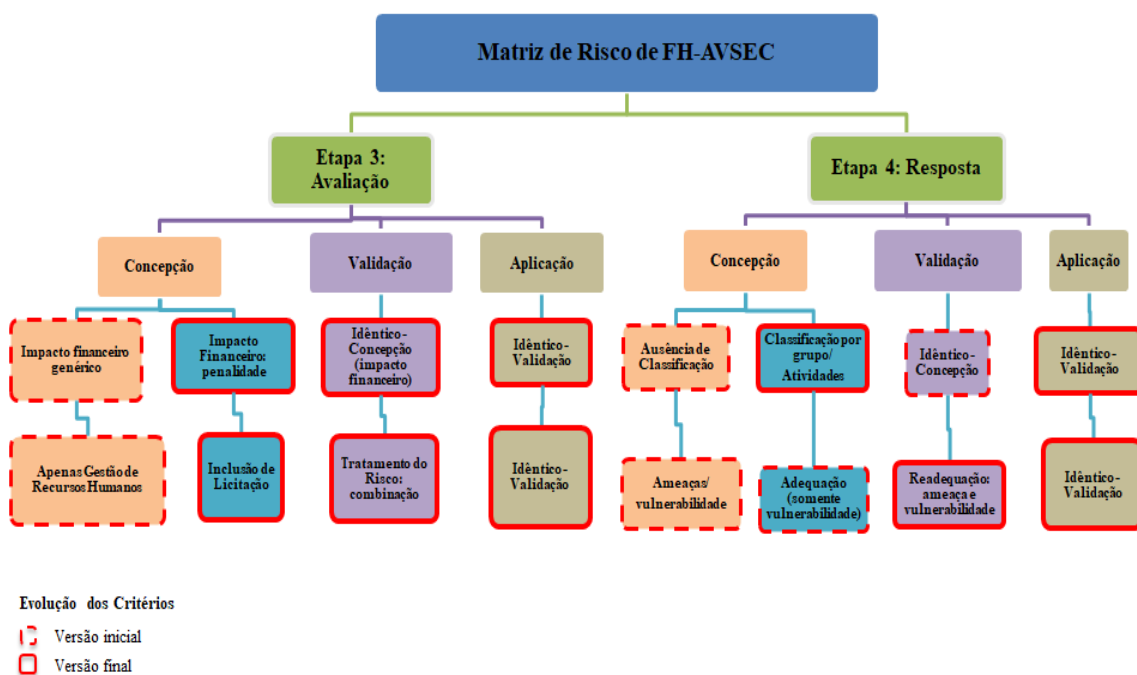 Matriz de Risco de FH-AVSEC
Etapa 3:
Avaliação
Etapa 4: Resposta
Concepção
Validação
Aplicação
Concepção
Validação
Aplicação
Impacto financeiro
genérico
Impacto
Financeiro:
penalidade
Idêntico-
Concepção
(impacto
financeiro)
Idêntico-
Validação
Ausência de
Classificação
Classificação por
grupo/
Atividades
Idêntico-
Concepção
Idêntico-
Validação
Apenas Gestão de
Recursos Humanos
Inclusão de
Licitação
Tratamento do
Risco:
combinação
Idêntico-
Validação
Ameaças/
vulnerabilidade
Adequação
(somente
vulnerabilidade)
Readequação:
ameaça e
vulnerabilidade
Idêntico-
Validação
Evolução dos Critérios
Versão inicial
Versão final